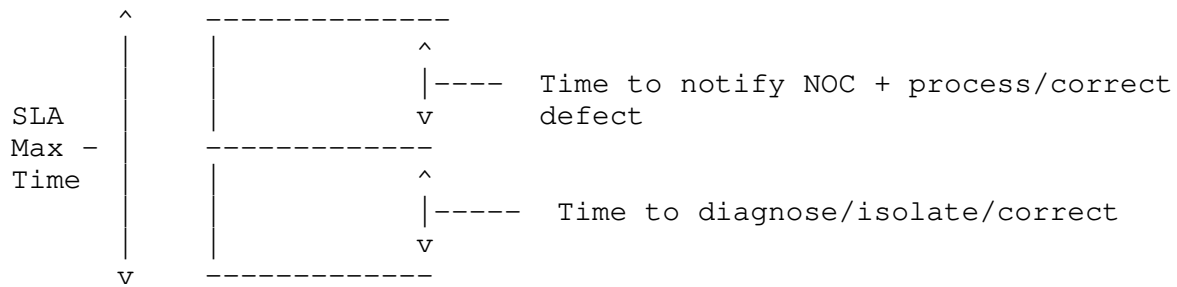 Time to notify NOC + process/correct
SLA defect
Max -
Time
Time to diagnose/isolate/correct